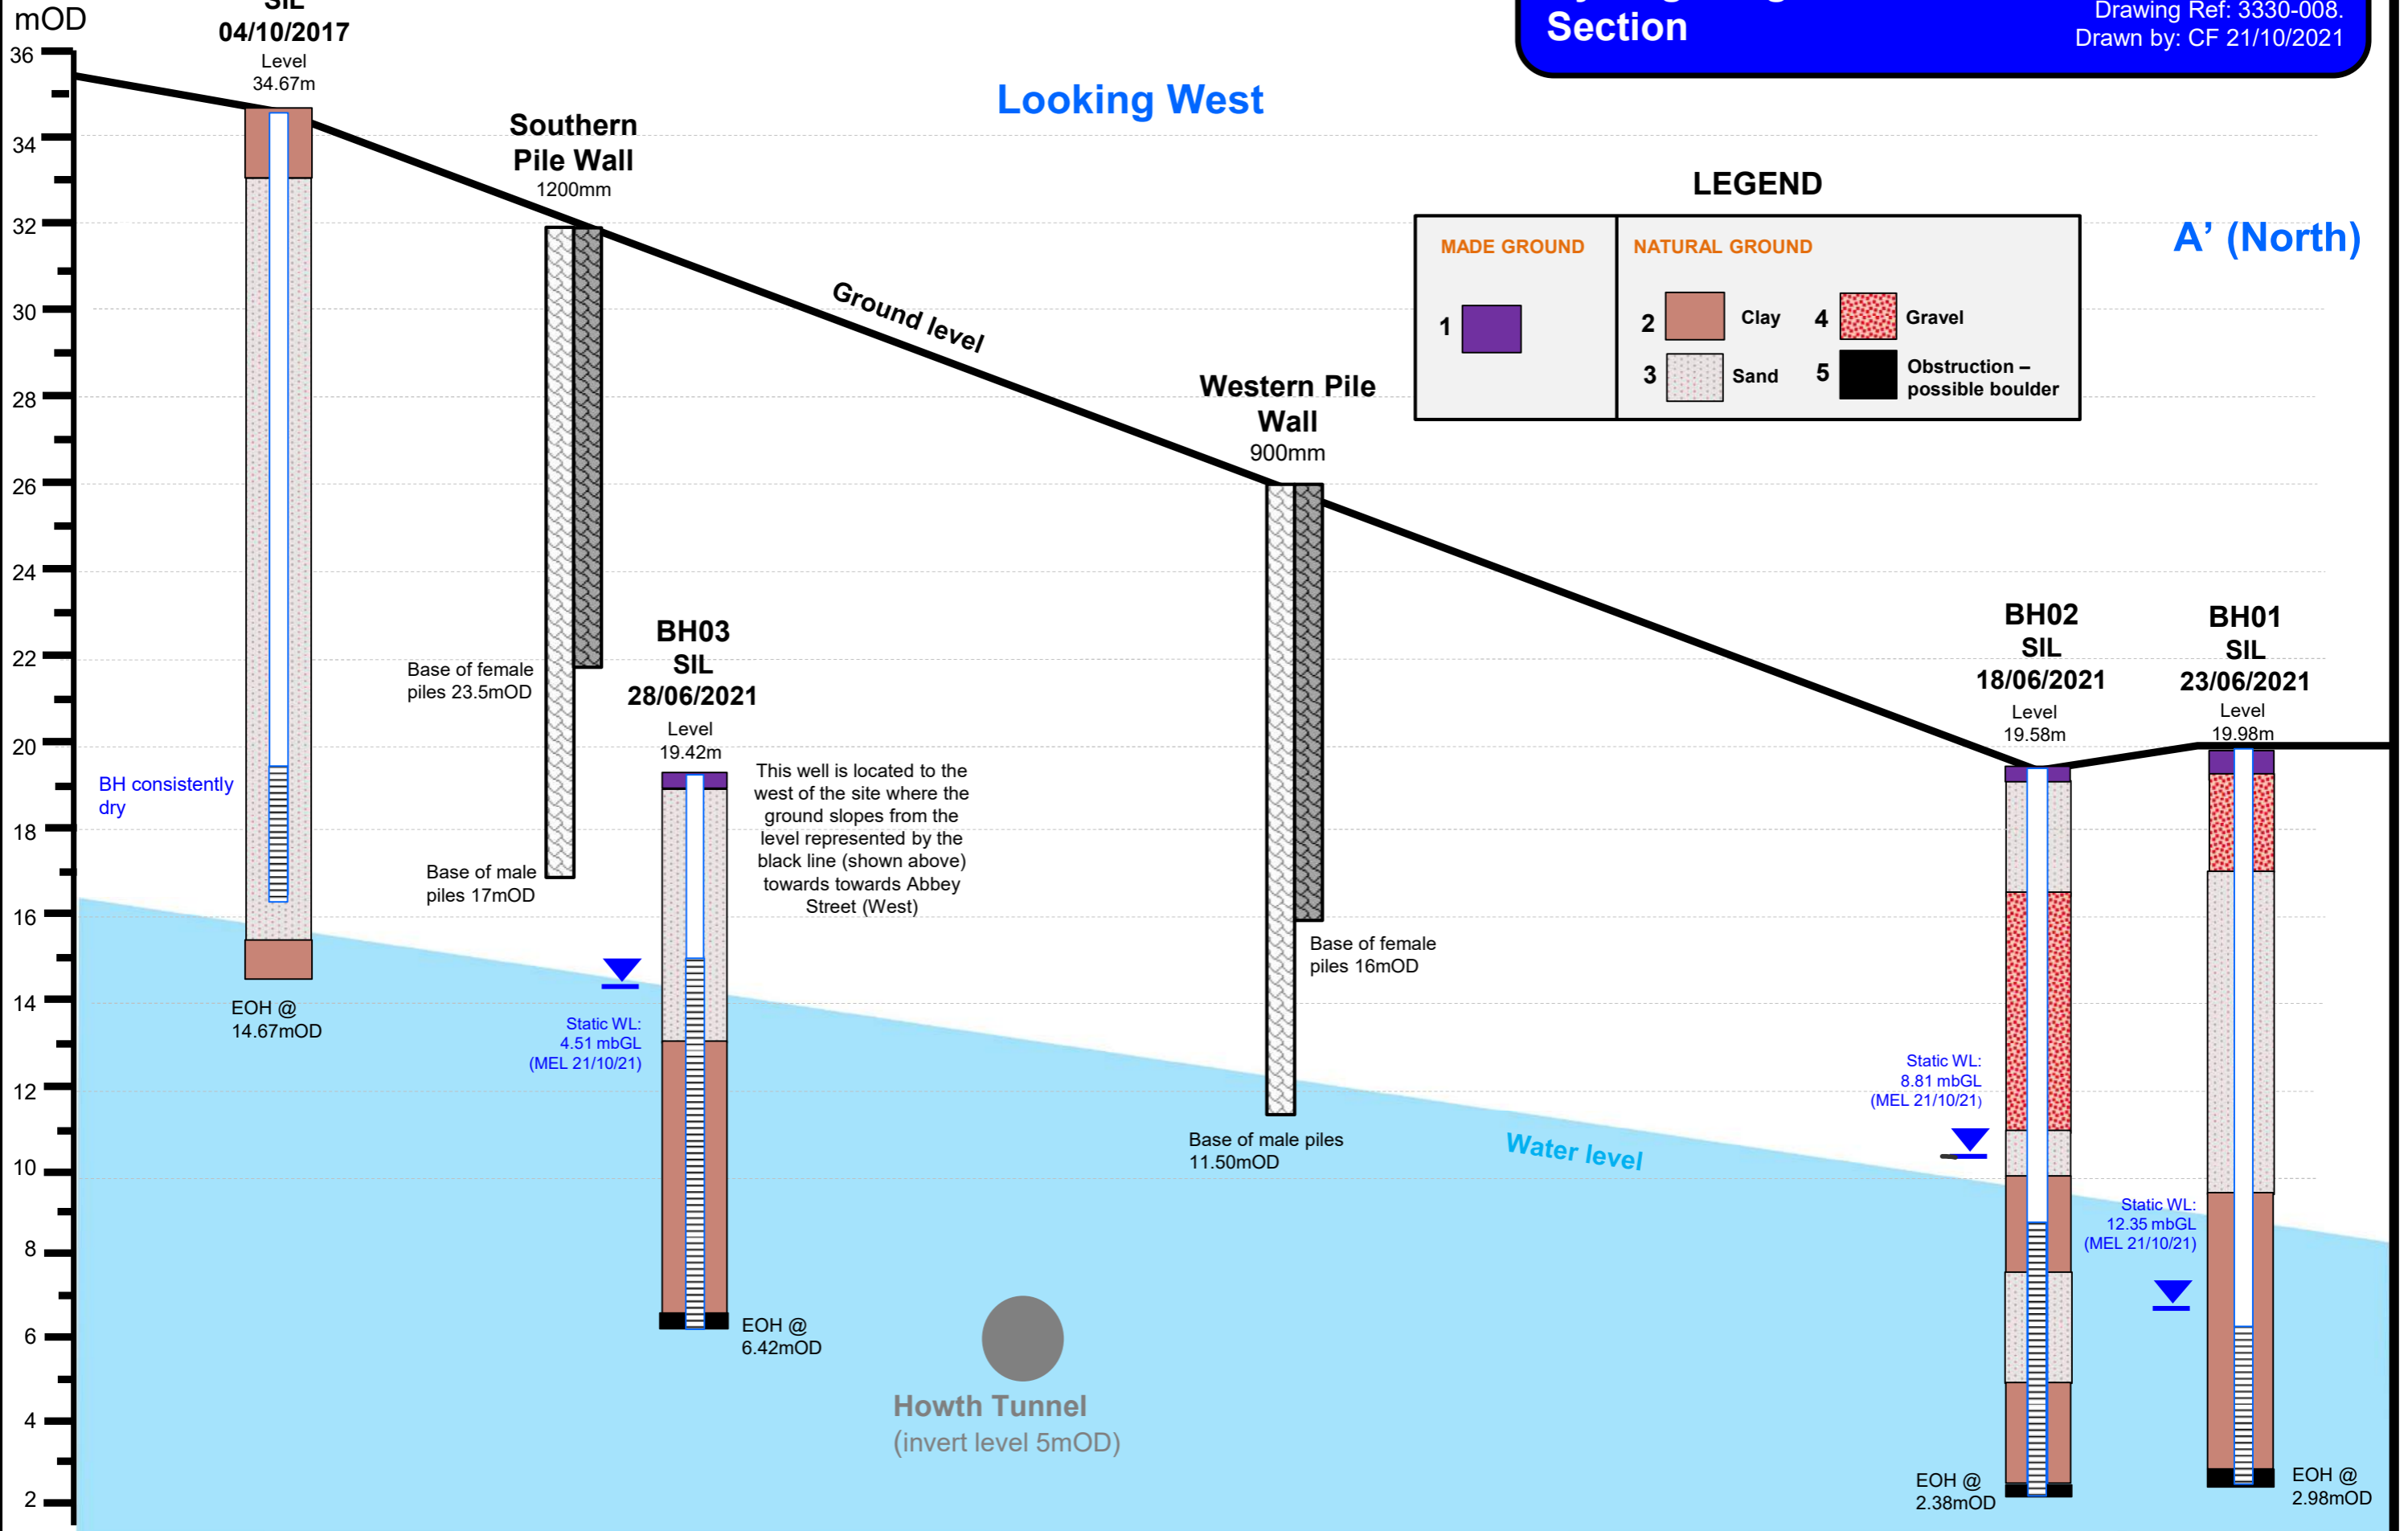 mOD
SIL
04/10/2017
Level
34.67m
Section
Drawing Ref: 3330-008.
Drawn by: CF 21/10/2021
Looking West
A’ (North)
36
34
32
30
28
26
24
22
20
18
16
14
12
10
8
6
4
2
Southern
Pile Wall
1200mm
Ground level
LEGEND
MADE GROUND
NATURAL GROUND
1
2 Clay
4 Gravel
3 Sand
5 Obstruction –
possible boulder
Western Pile
Wall
900mm
Base of female
piles 23.5mOD
Base of male
piles 17mOD
BH03
SIL
28/06/2021
Level
19.42m
This well is located to the
west of the site where the
ground slopes from the
level represented by the
black line (shown above)
towards towards Abbey
Street (West)
BH02
SIL
18/06/2021
Level
19.58m
BH01
SIL
23/06/2021
Level
19.98m
BH consistently
dry
EOH @
14.67mOD
Static WL:
4.51 mbGL
(MEL 21/10/21)
Base of female
piles 16mOD
Base of male piles
11.50mOD
Water level
Static WL:
8.81 mbGL
(MEL 21/10/21)
Static WL:
12.35 mbGL
(MEL 21/10/21)
EOH @
6.42mOD
Howth Tunnel
(invert level 5mOD)
EOH @
2.38mOD
EOH @
2.98mOD